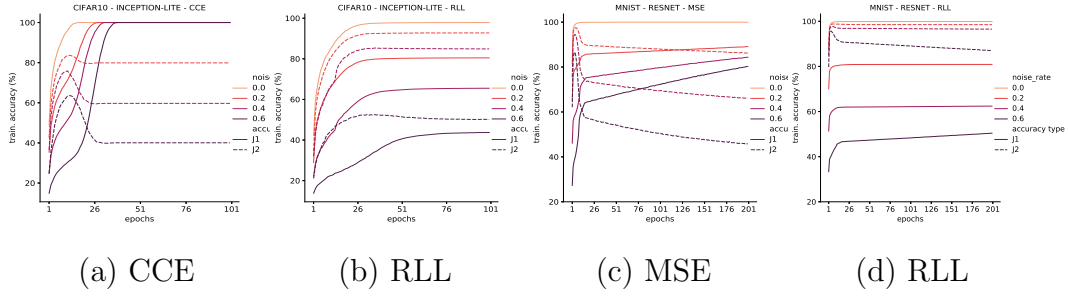 CIFAR10 - INCEPTION-LITE - CCE
train. accuracy (%)
100
80
60
40
20
1
26
51
76
101
epochs
noise
0.0
0.2
0.4
0.6
accu
J1
J2
(a) CCE
CIFAR10 - INCEPTION-LITE - RLL
train. accuracy (%)
100
80
60
40
20
1
26
51
76
101
epochs
noise
0.0
0.2
0.4
0.6
accu
J1
J2
(b) RLL
MNIST - RESNET - MSE
train. accuracy (%)
100
80
60
40
20
1
26
51
76
101
126
151
176
201
epochs
noise
0.0
0.2
0.4
0.6
accu
J1
J2
(c) MSE
MNIST - RESNET - RLL
train. accuracy (%)
100
80
60
40
20
1
26
51
76
101
126
151
176
201
epochs
noise_rate
0.0
0.2
0.4
0.6
accuracy type
J1
J2
(d) RLL